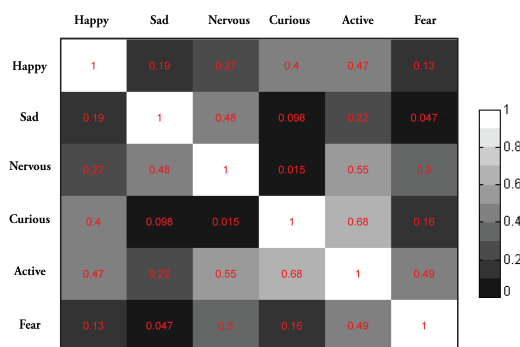 Happy Sad Nervous Curious Active Fear
Happy 1 0.19 0.27 0.4 0.47 0.13
Sad 0.19 1 0.48 0.098 0.22 0.047
Nervous 0.27 0.48 1 0.015 0.55 0.3
Curious 0.4 0.098 0.015 1 0.68 0.16
Active 0.47 0.22 0.55 0.68 1 0.49
Fear 0.13 0.047 0.3 0.16 0.49 1
1
0.8
0.6
0.4
0.2
0